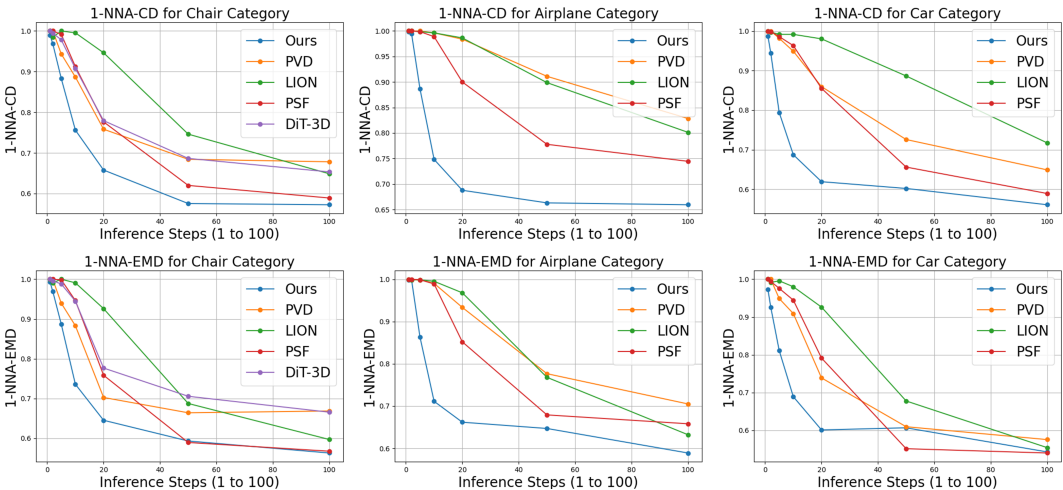 1-NNA-CD for Chair Category
1-NNA-CD
1.0
0.9
0.8
0.7
0.6
0
20
40
60
80
100
Inference Steps (1 to 100)
Ours
PVD
LION
PSF
DiT-3D
1-NNA-CD for Airplane Category
1-NNA-CD
1.00
0.95
0.90
0.85
0.80
0.75
0.70
0.65
0
20
40
60
80
100
Inference Steps (1 to 100)
Ours
PVD
LION
PSF
1-NNA-CD for Car Category
1-NNA-CD
1.0
0.9
0.8
0.7
0.6
0
20
40
60
80
100
Inference Steps (1 to 100)
Ours
PVD
LION
PSF
1-NNA-EMD for Chair Category
1-NNA-EMD
1.0
0.9
0.8
0.7
0.6
0
20
40
60
80
100
Inference Steps (1 to 100)
Ours
PVD
LION
PSF
DiT-3D
1-NNA-EMD for Airplane Category
1-NNA-EMD
1.0
0.9
0.8
0.7
0.6
0
20
40
60
80
100
Inference Steps (1 to 100)
Ours
PVD
LION
PSF
1-NNA-EMD for Car Category
1-NNA-EMD
1.0
0.9
0.8
0.7
0.6
0
20
40
60
80
100
Inference Steps (1 to 100)
Ours
PVD
LION
PSF